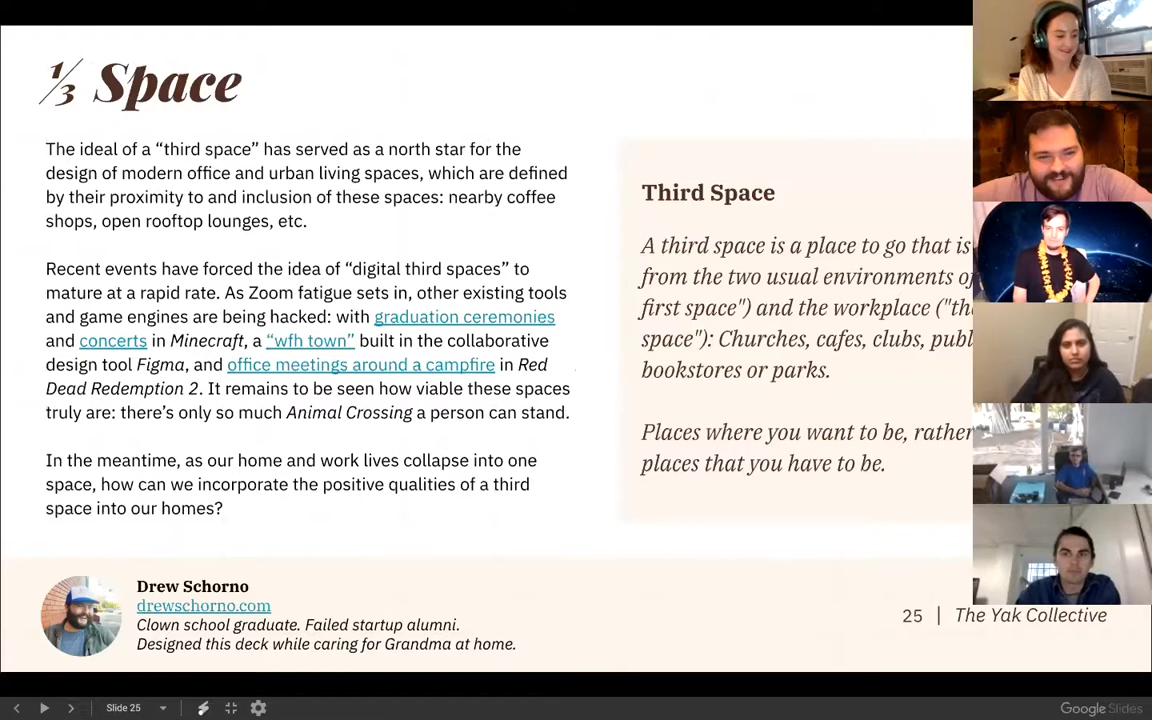 ⅓ Space
The ideal of a “third space” has served as a north star for the
design of modern office and urban living spaces, which are defined
by their proximity to and inclusion of these spaces: nearby coffee
shops, open rooftop lounges, etc.
Recent events have forced the idea of “digital third spaces” to
mature at a rapid rate. As Zoom fatigue sets in, other existing tools
and game engines are being hacked: with graduation ceremonies
and concerts in Minecraft, a “wfh town” built in the collaborative
design tool Figma, and office meetings around a campfire in Red
Dead Redemption 2. It remains to be seen how viable these spaces
truly are: there’s only so much Animal Crossing a person can stand.
In the meantime, as our home and work lives collapse into one
space, how can we incorporate the positive qualities of a third
space into our homes?
Third Space
A third space is a place to go that is
from the two usual environments of
first space") and the workplace ("th
space"): Churches, cafes, clubs, publ
bookstores or parks.
Places where you want to be, rather
places that you have to be.
Drew Schorno
drewschorno.com
Clown school graduate. Failed startup alumni.
Designed this deck while caring for Grandma at home.
25 | The Yak Collective
Slide 25
Google Slides